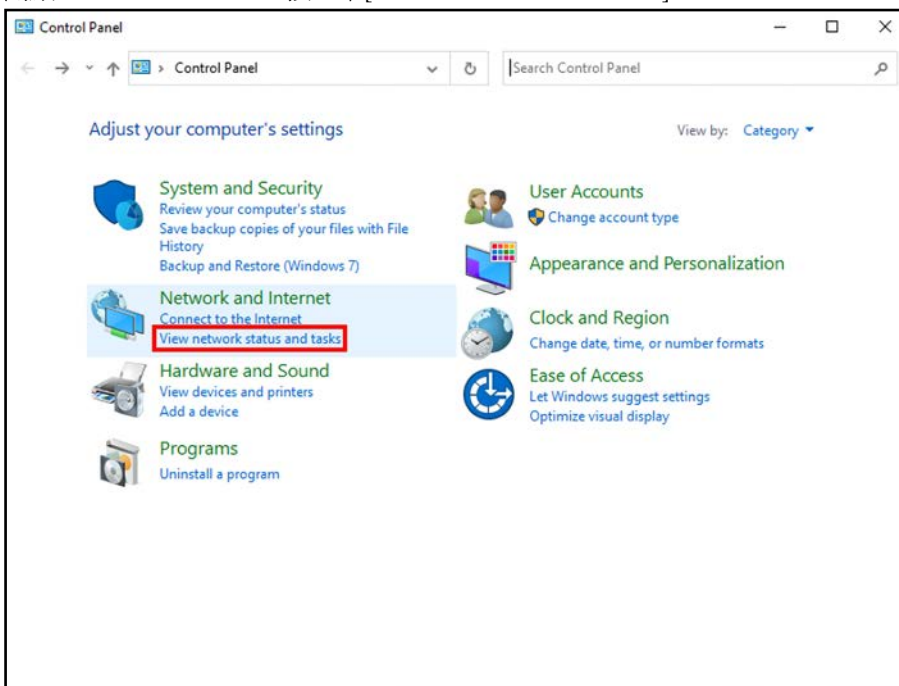 Control Panel
Control Panel
Search Control Panel
Adjust your computer's settings
View by: Category
System and Security
Review your computer's status
Save backup copies of your files with File
History
Backup and Restore (Windows 7)
Network and Internet
Connect to the Internet
View network status and tasks
Hardware and Sound
View devices and printers
Add a device
Programs
Uninstall a program
User Accounts
Change account type
Appearance and Personalization
Clock and Region
Change date, time, or number formats
Ease of Access
Let Windows suggest settings
Optimize visual display